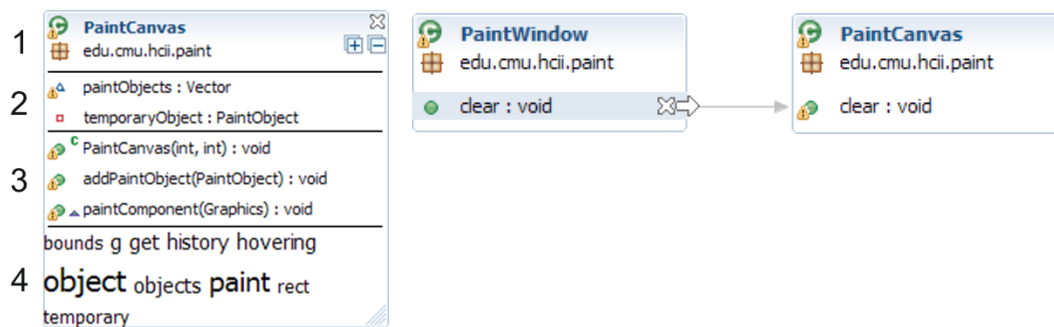 1
PaintCanvas
edu.cmu.hcii.paint
2
paintObjects : Vector
temporaryObject : PaintObject
3
C PaintCanvas(int, int) : void
addPaintObject(PaintObject) : void
paintComponent(Graphics) : void
4
bounds g get history hovering
object objects paint rect
temporary
PaintWindow
edu.cmu.hcii.paint
clear : void
PaintCanvas
edu.cmu.hcii.paint
clear : void